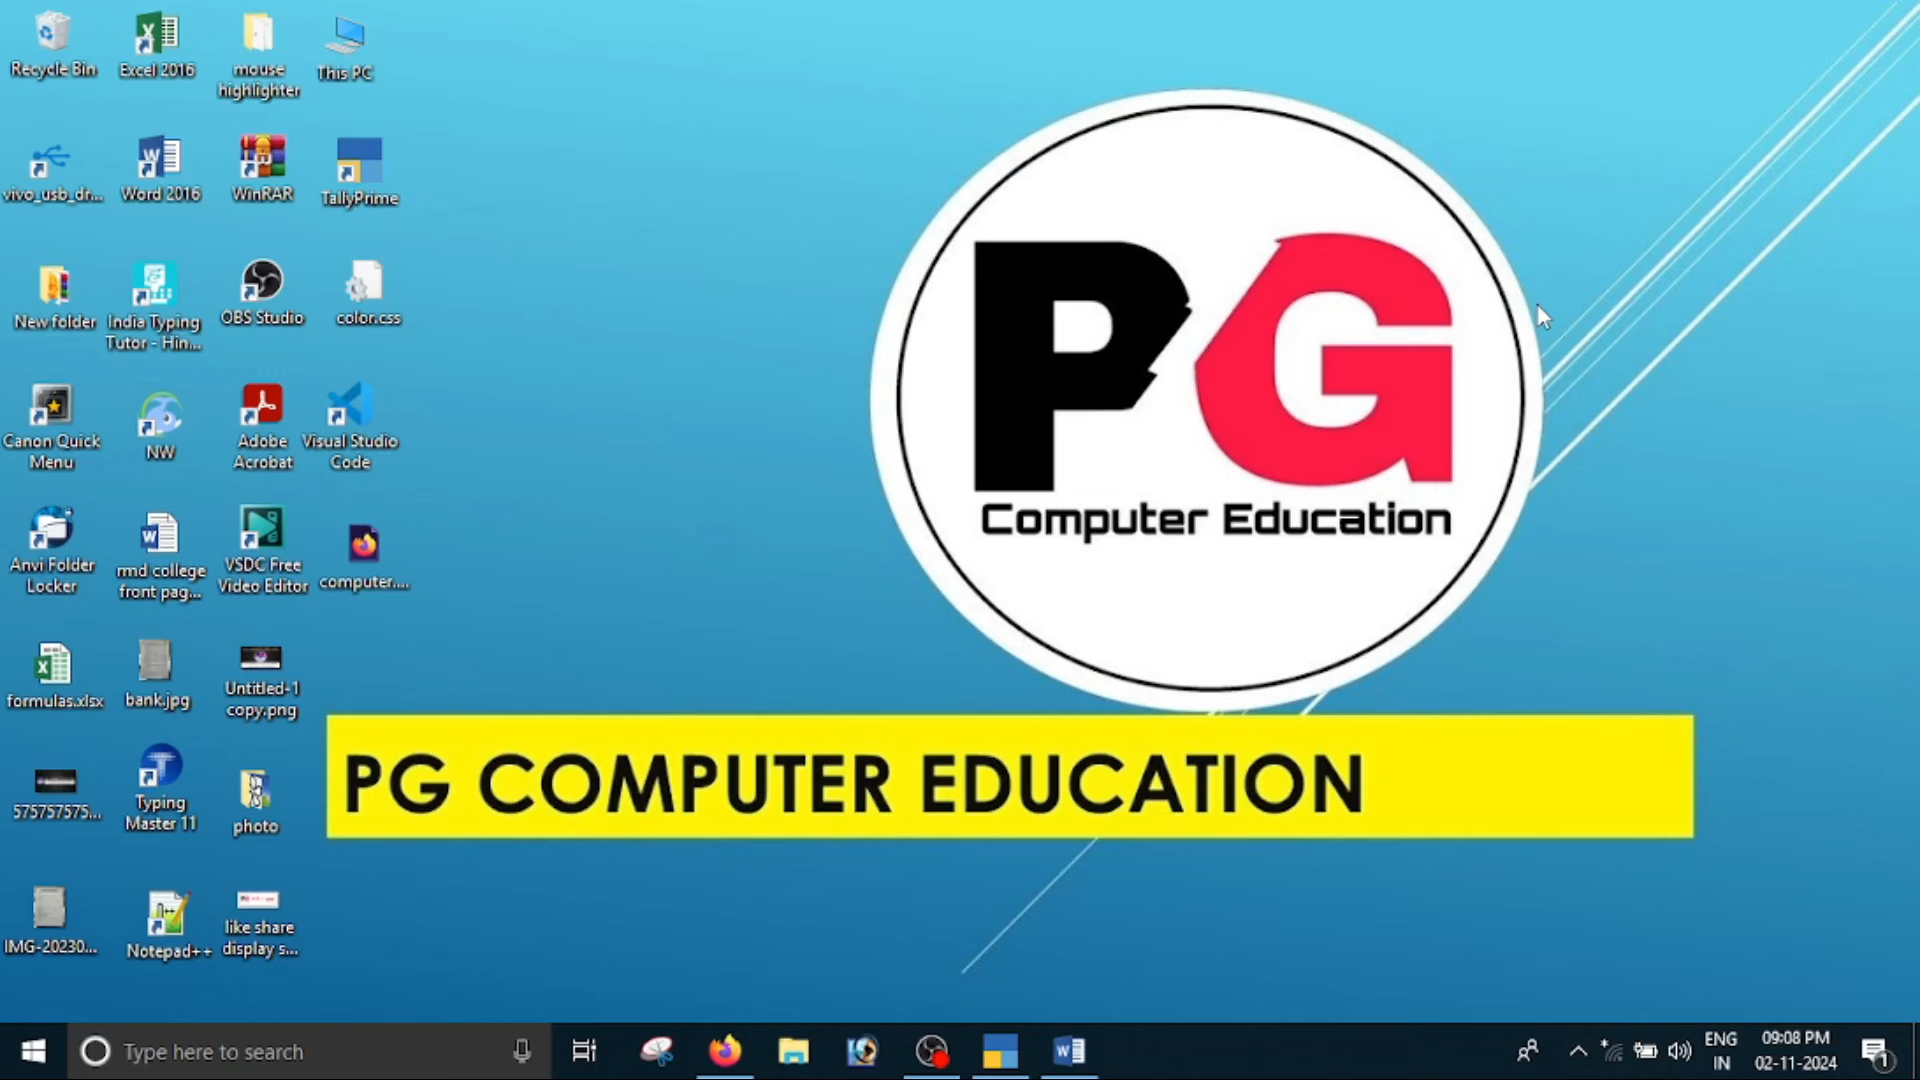 Recycle Bin
Excel 2016
mouse
highlighter
This PC
vivo_usb_dr...
Word 2016
WinRAR
TallyPrime
New folder
India Typing
Tutor - Hin...
OBS Studio
color.css
Canon Quick
Menu
NW
Adobe
Acrobat
Visual Studio
Code
Anvi Folder
Locker
rmd college
front pag...
VSDC Free
Video Editor
computer....
formulas.xlsx
bank.jpg
Untitled-1
copy.png
575757575...
Typing
Master 11
photo
IMG-20230...
Notepad++
like share
display s...
PG
Computer Education
PG COMPUTER EDUCATION
Type here to search
ENG
IN
09:08 PM
02-11-2024
1